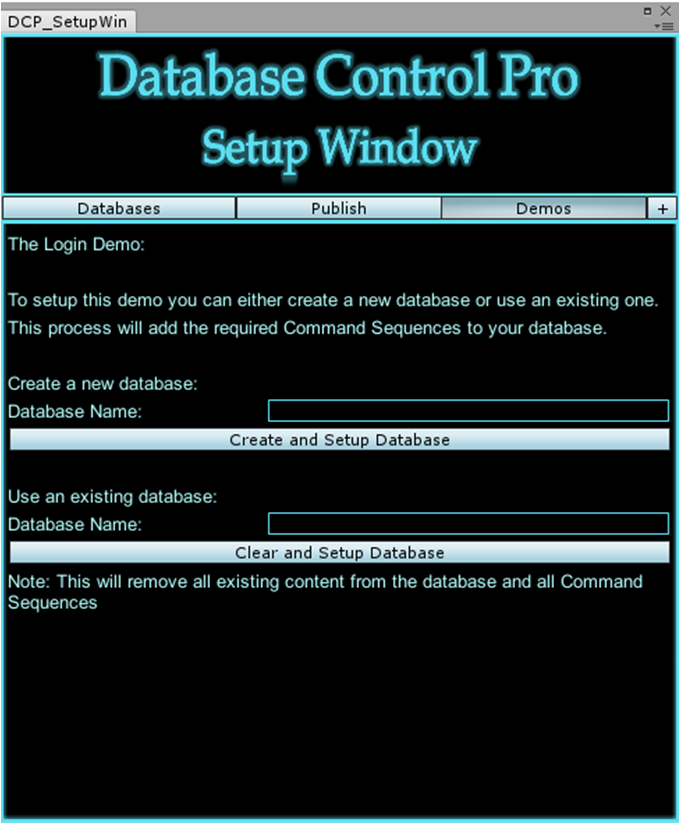 DCP_SetupWin
Database Control Pro
Setup Window
Databases
Publish
Demos
+
The Login Demo:
To setup this demo you can either create a new database or use an existing one.
This process will add the required Command Sequences to your database.
Create a new database:
Database Name:
Create and Setup Database
Use an existing database:
Database Name:
Clear and Setup Database
Note: This will remove all existing content from the database and all Command
Sequences